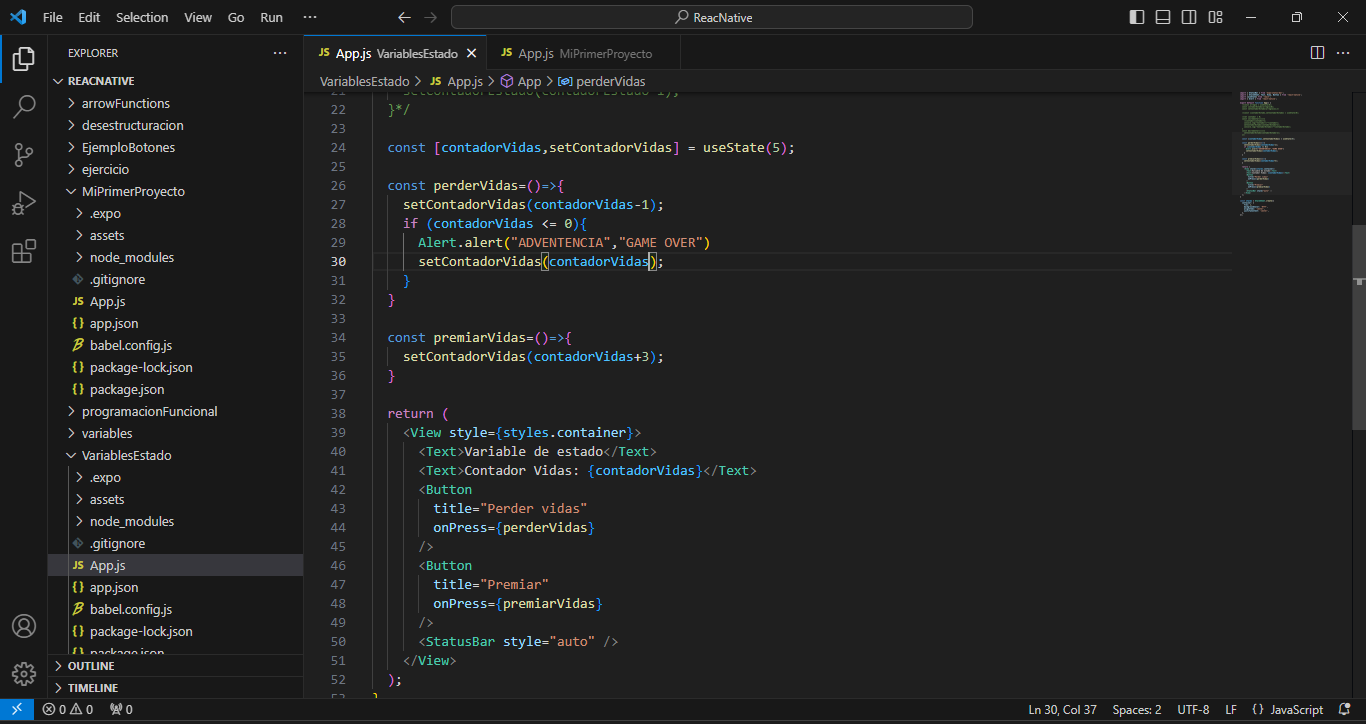 File Edit Selection View Go Run ··· ReacNative
EXPLORER
REACNATIVE
arrowFunctions
desestructuracion
EjemploBotones
ejercicio
MiPrimerProyecto
.expo
assets
node_modules
.gitignore
JS App.js
{} app.json
babel.config.js
{} package-lock.json
{} package.json
programacionFuncional
variables
VariablesEstado
.expo
assets
node_modules
.gitignore
JS App.js
{} app.json
babel.config.js
{} package-lock.json
{} package.json
OUTLINE
TIMELINE
JS App.js VariablesEstado
JS App.js MiPrimerProyecto
VariablesEstado > JS App.js > App > perderVidas
21 setContadorEstado(contadorEstado-1);
22 }*/
23
24 const [contadorVidas,setContadorVidas] = useState(5);
25
26 const perderVidas=()=>{
27 setContadorVidas(contadorVidas-1);
28 if (contadorVidas <= 0){
29 Alert.alert("ADVENTENCIA","GAME OVER")
30 setContadorVidas(contadorVidas);
31 }
32 }
33
34 const premiarVidas=()=>{
35 setContadorVidas(contadorVidas+3);
36 }
37
38 return (
39 <View style={styles.container}>
40 <Text>Variable de estado</Text>
41 <Text>Contador Vidas: {contadorVidas}</Text>
42 <Button
43 title="Perder vidas"
44 onPress={perderVidas}
45 />
46 <Button
47 title="Premiar"
48 onPress={premiarVidas}
49 />
50 <StatusBar style="auto" />
51 </View>
52 );
53 }
0 0 0 Ln 30, Col 37 Spaces: 2 UTF-8 LF {} JavaScript